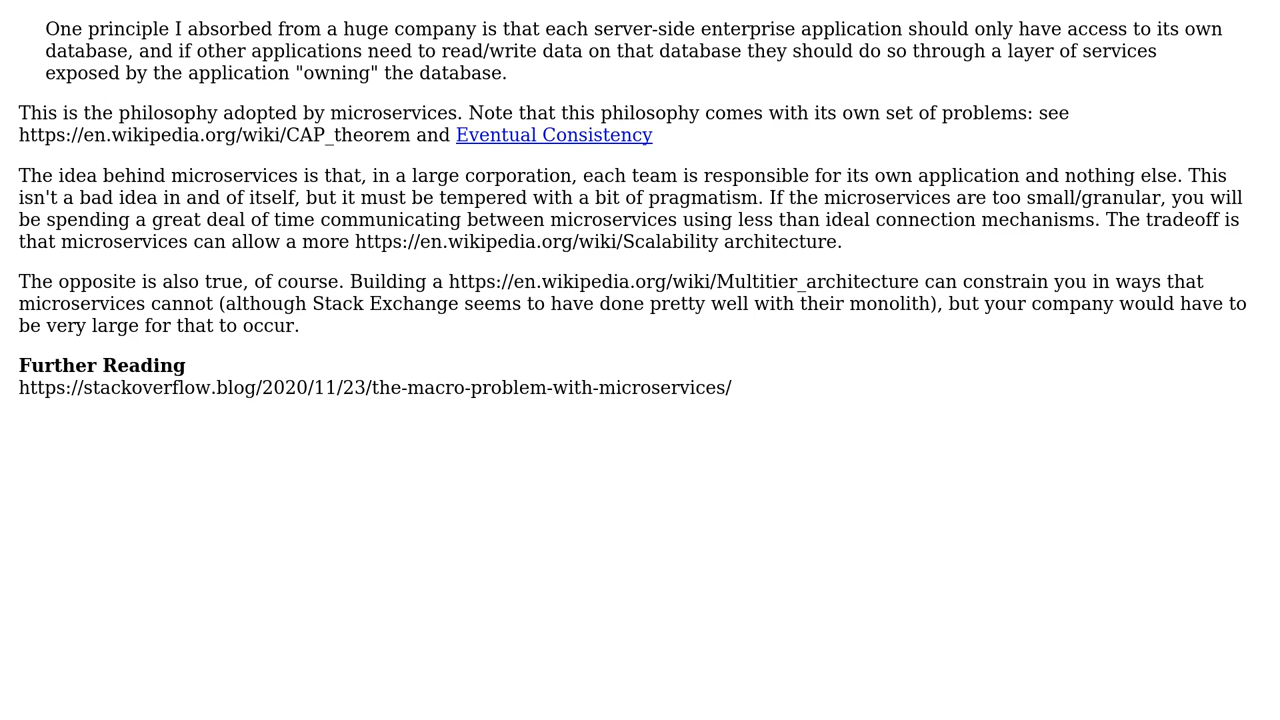 One principle I absorbed from a huge company is that each server-side enterprise application should only have access to its own
database, and if other applications need to read/write data on that database they should do so through a layer of services
exposed by the application "owning" the database.
This is the philosophy adopted by microservices. Note that this philosophy comes with its own set of problems: see
https://en.wikipedia.org/wiki/CAP_theorem and Eventual Consistency
The idea behind microservices is that, in a large corporation, each team is responsible for its own application and nothing else. This
isn't a bad idea in and of itself, but it must be tempered with a bit of pragmatism. If the microservices are too small/granular, you will
be spending a great deal of time communicating between microservices using less than ideal connection mechanisms. The tradeoff is
that microservices can allow a more https://en.wikipedia.org/wiki/Scalability architecture.
The opposite is also true, of course. Building a https://en.wikipedia.org/wiki/Multitier_architecture can constrain you in ways that
microservices cannot (although Stack Exchange seems to have done pretty well with their monolith), but your company would have to
be very large for that to occur.
Further Reading
https://stackoverflow.blog/2020/11/23/the-macro-problem-with-microservices/